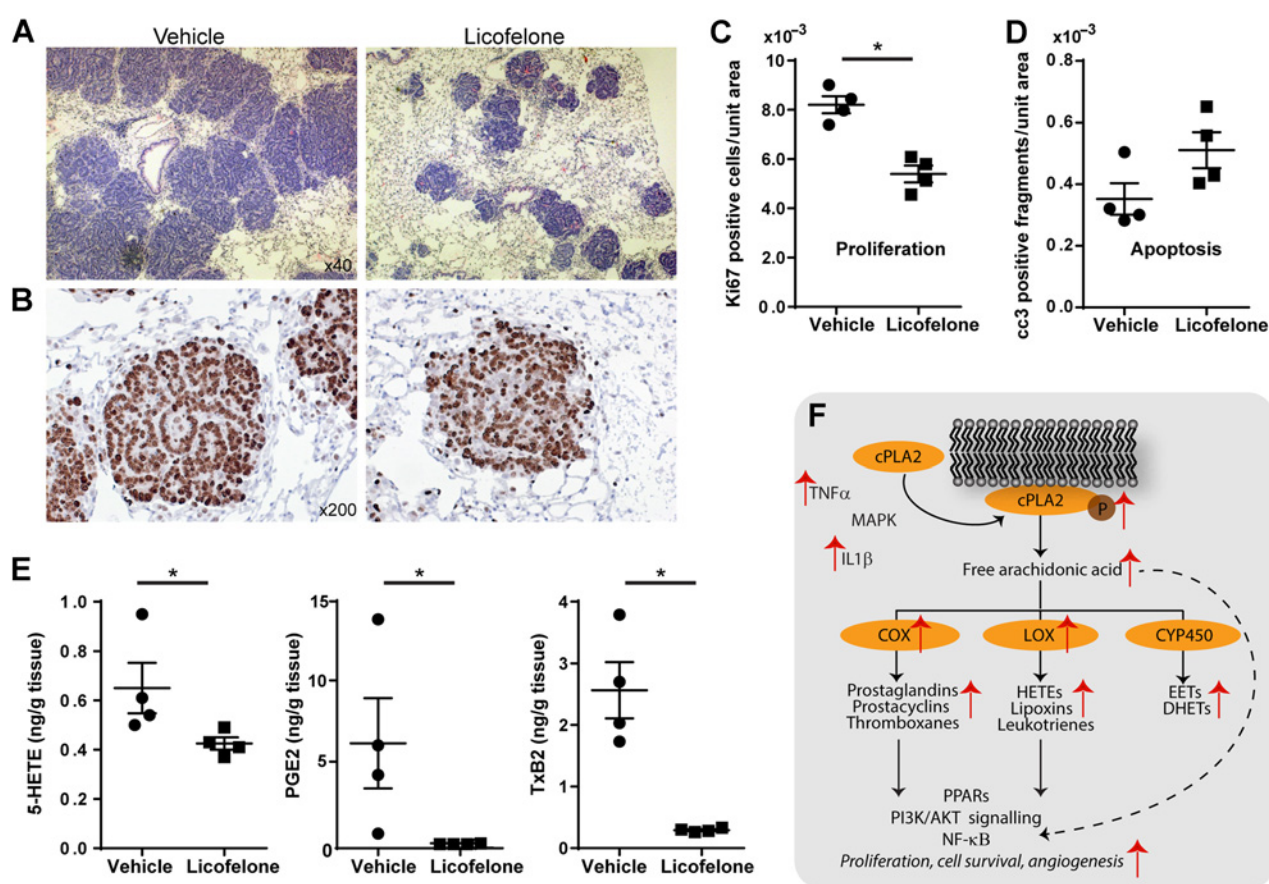 A
Vehicle
Licofelone
x40
B
x200
C
x10⁻³
*
Ki67 positive cells/unit area
10
8.0
6.0
4.0
2.0
0.0
Proliferation
Vehicle Licofelone
D
x10⁻³
cc3 positive fragments/unit area
0.8
0.6
0.4
0.2
0.0
Apoptosis
Vehicle Licofelone
E
*
5-HETE (ng/g tissue)
1.0
0.8
0.6
0.4
0.2
0.0
Vehicle Licofelone
*
PGE2 (ng/g tissue)
15
10
5
0
Vehicle Licofelone
*
TxB2 (ng/g tissue)
4
3
2
1
0
Vehicle Licofelone
F
cPLA2
TNFα
MAPK
IL1β
cPLA2
P
Free arachidonic acid
COX
LOX
CYP450
Prostaglandins
Prostacyclins
Thromboxanes
HETEs
Lipoxins
Leukotrienes
EETs
DHETs
PPARs
PI3K/AKT signalling
NF-κB
Proliferation, cell survival, angiogenesis